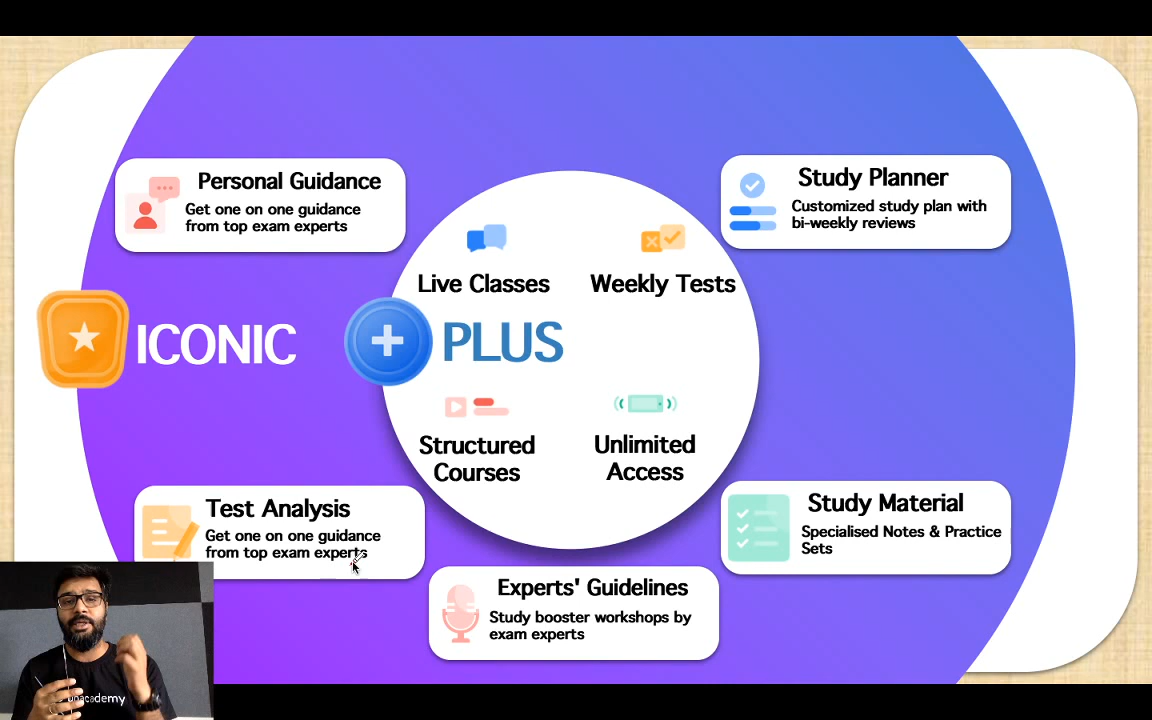 Personal Guidance
Get one on one guidance
from top exam experts
Study Planner
Customized study plan with
bi-weekly reviews
Live Classes
Weekly Tests
ICONIC
PLUS
Structured
Courses
Unlimited
Access
Test Analysis
Get one on one guidance
from top exam experts
Study Material
Specialised Notes & Practice
Sets
Experts' Guidelines
Study booster workshops by
exam experts
unacademy